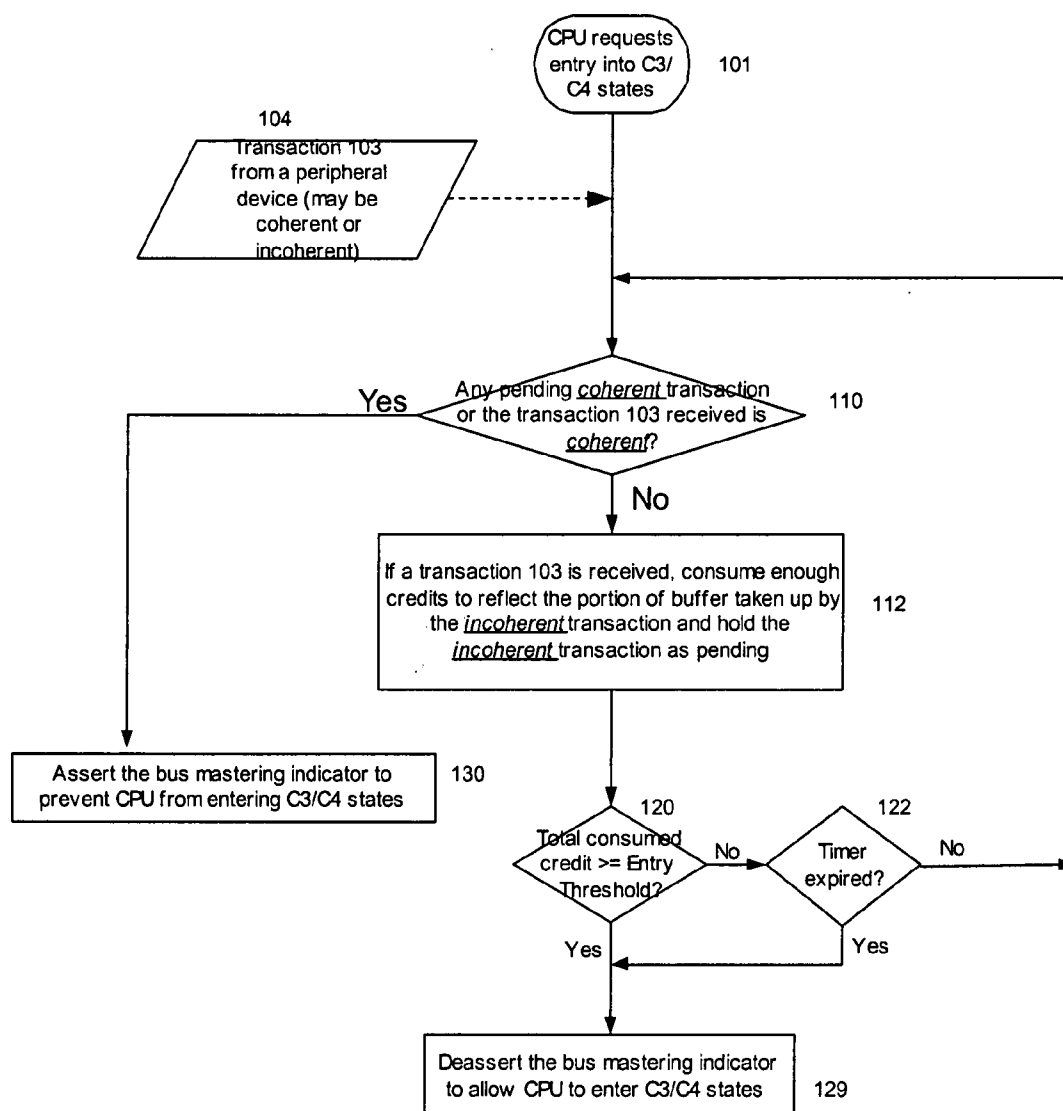 CPU requests
entry into C3/
C4 states
101
104
Transaction 103
from a peripheral
device (may be
coherent or
incoherent)
Any pending coherent transaction
or the transaction 103 received is
coherent?
110
Yes
No
If a transaction 103 is received, consume enough
credits to reflect the portion of buffer taken up by
the incoherent transaction and hold the
incoherent transaction as pending
112
Assert the bus mastering indicator to
prevent CPU from entering C3/C4 states
130
120
Total consumed
credit >= Entry
Threshold?
No
122
Timer
expired?
No
Yes
Yes
Deassert the bus mastering indicator
to allow CPU to enter C3/C4 states
129